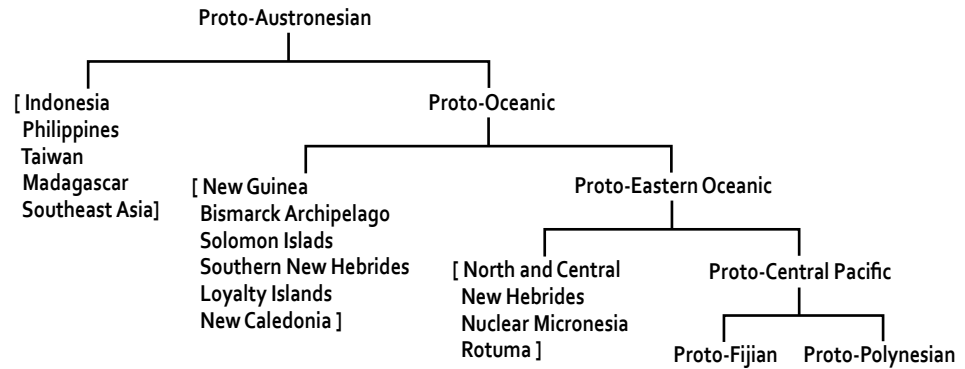 Proto-Austronesian
[ Indonesia
Philippines
Taiwan
Madagascar
Southeast Asia]
Proto-Oceanic
[ New Guinea
Bismarck Archipelago
Solomon Islads
Southern New Hebrides
Loyalty Islands
New Caledonia ]
Proto-Eastern Oceanic
[ North and Central
New Hebrides
Nuclear Micronesia
Rotuma ]
Proto-Central Pacific
Proto-Fijian
Proto-Polynesian